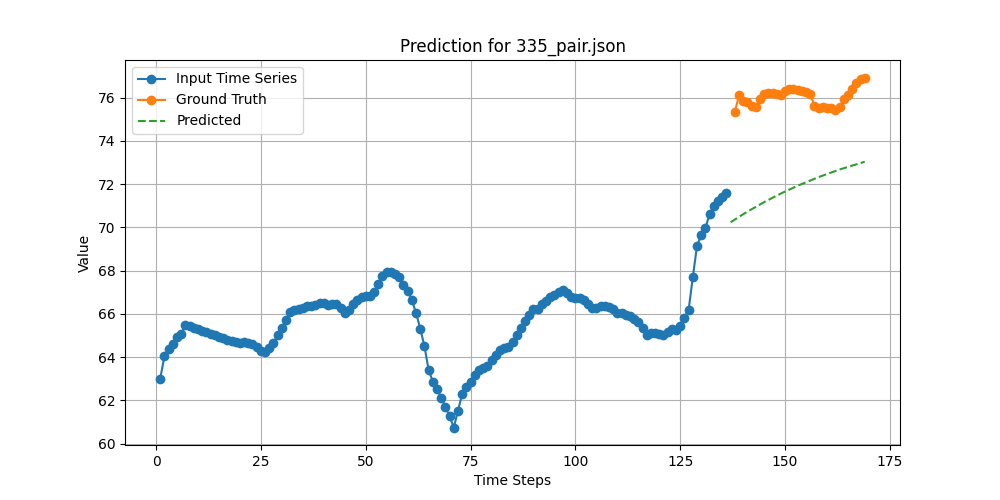 Prediction for 335_pair.json
Input Time Series
Ground Truth
Predicted
Value
76
74
72
70
68
66
64
62
60
0 25 50 75 100 125 150 175
Time Steps